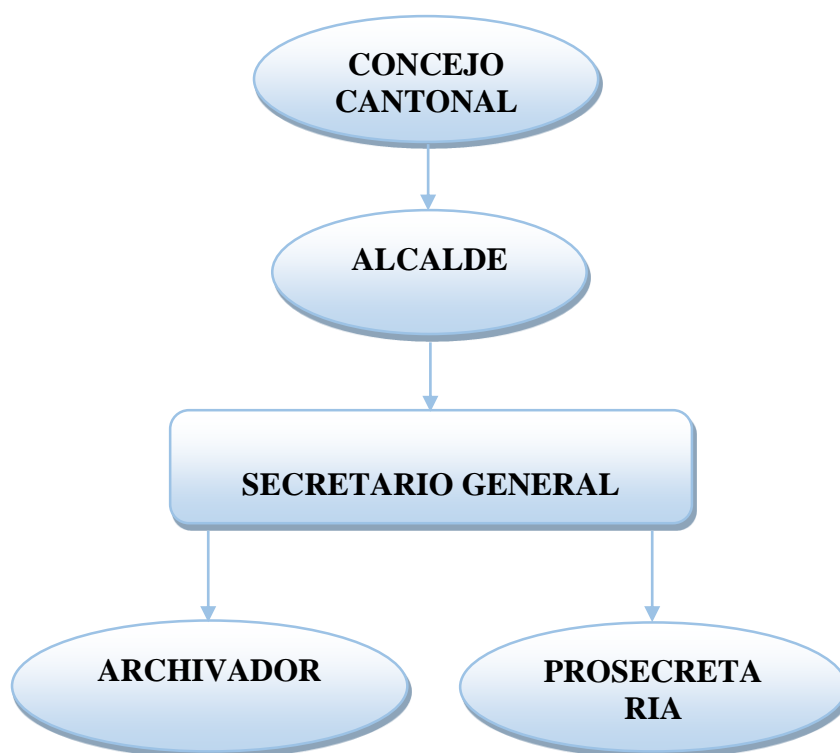 CONCEJO
CANTONAL
ALCALDE
SECRETARIO GENERAL
ARCHIVADOR
PROSECRETA
RIA